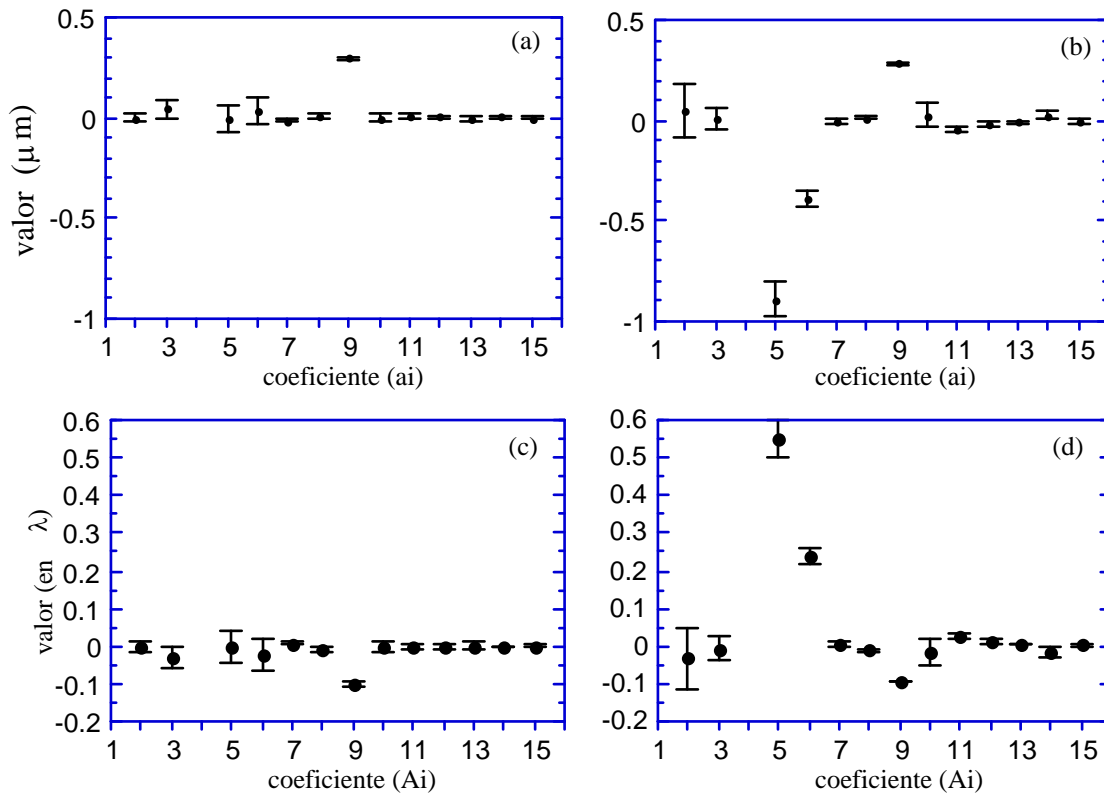 (a)
0.5
0
-0.5
-1
valor (μ m)
1 3 5 7 9 11 13 15
coeficiente (ai)
(b)
0.5
0
-0.5
-1
1 3 5 7 9 11 13 15
coeficiente (ai)
(c)
0.6
0.5
0.4
0.3
0.2
0.1
0
-0.1
-0.2
valor (en λ)
1 3 5 7 9 11 13 15
coeficiente (Ai)
(d)
0.6
0.5
0.4
0.3
0.2
0.1
0
-0.1
-0.2
1 3 5 7 9 11 13 15
coeficiente (Ai)